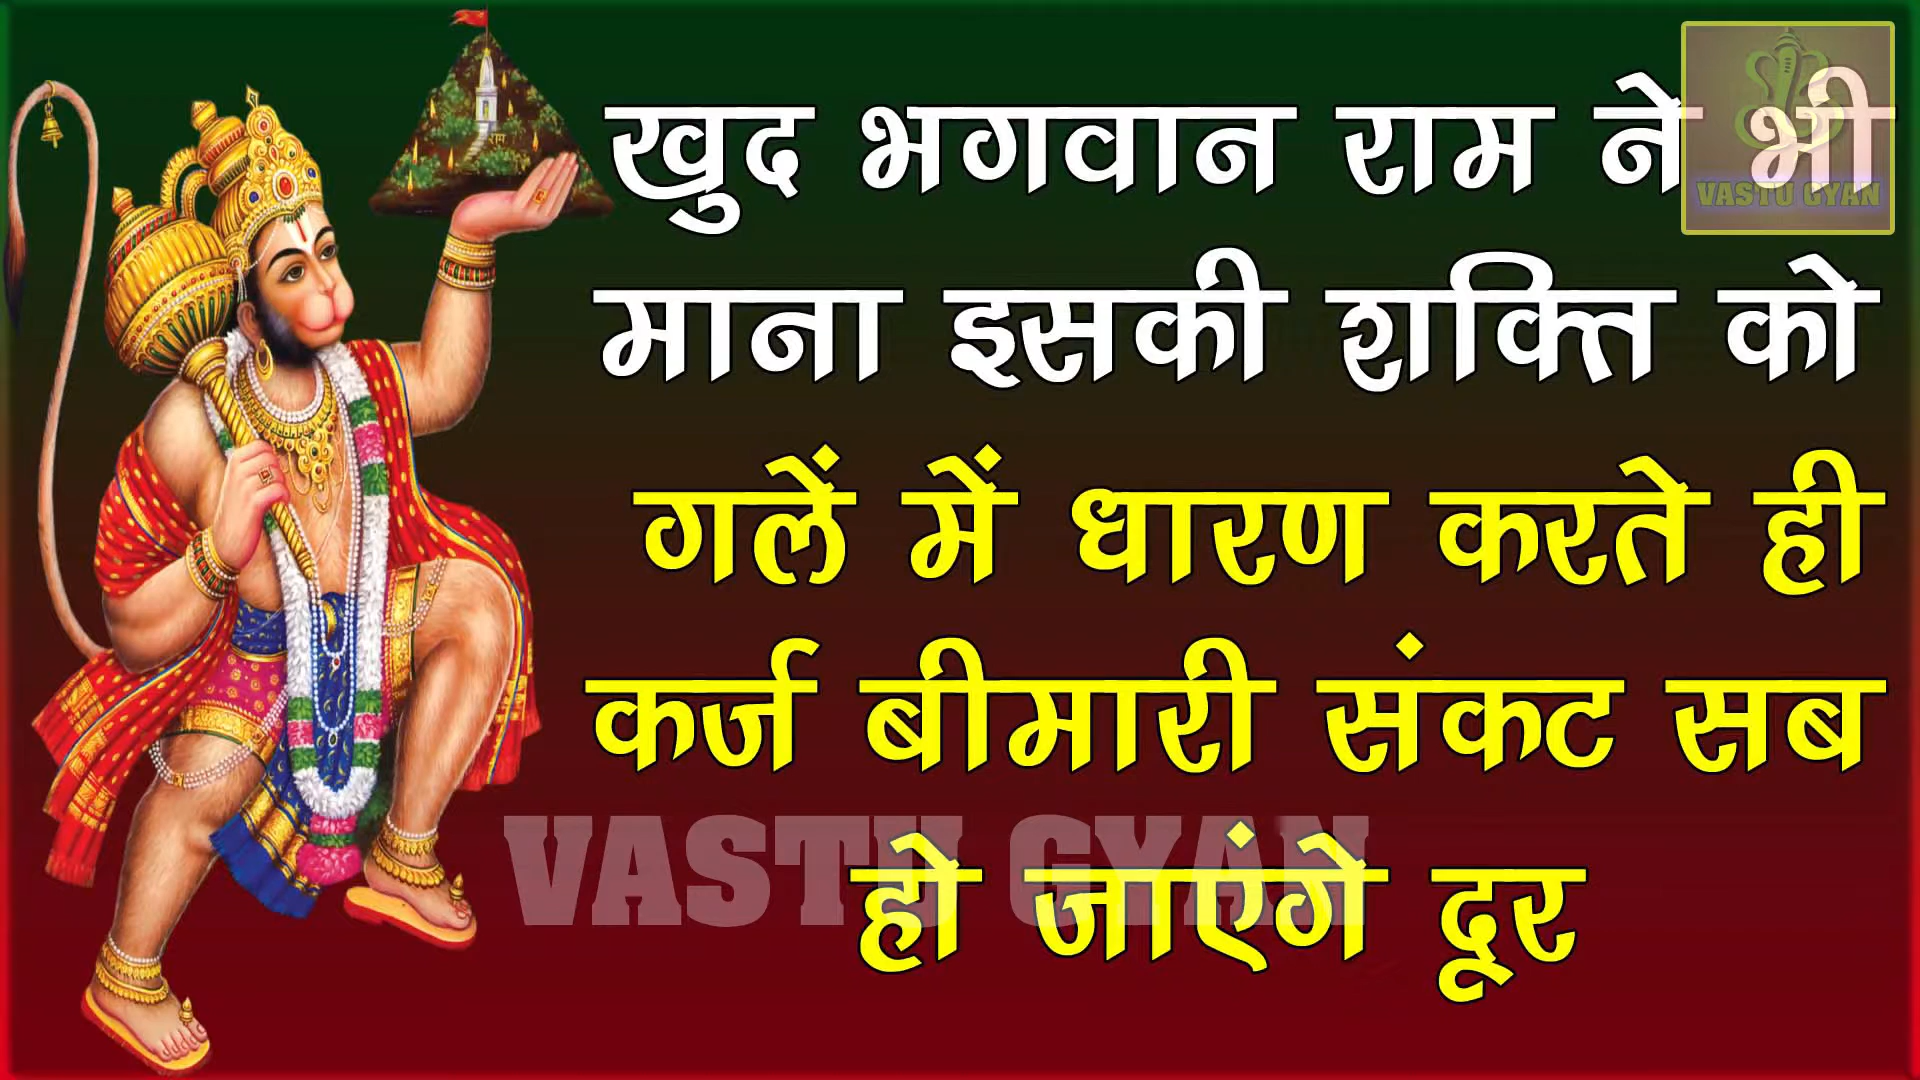 खुद भगवान राम ने भी
माना इसकी शक्ति को
गलें में धारण करते ही
कर्ज बीमारी संकट सब
हो जाएंगे दूर
VASTU GYAN
VASTU GYAN
राम